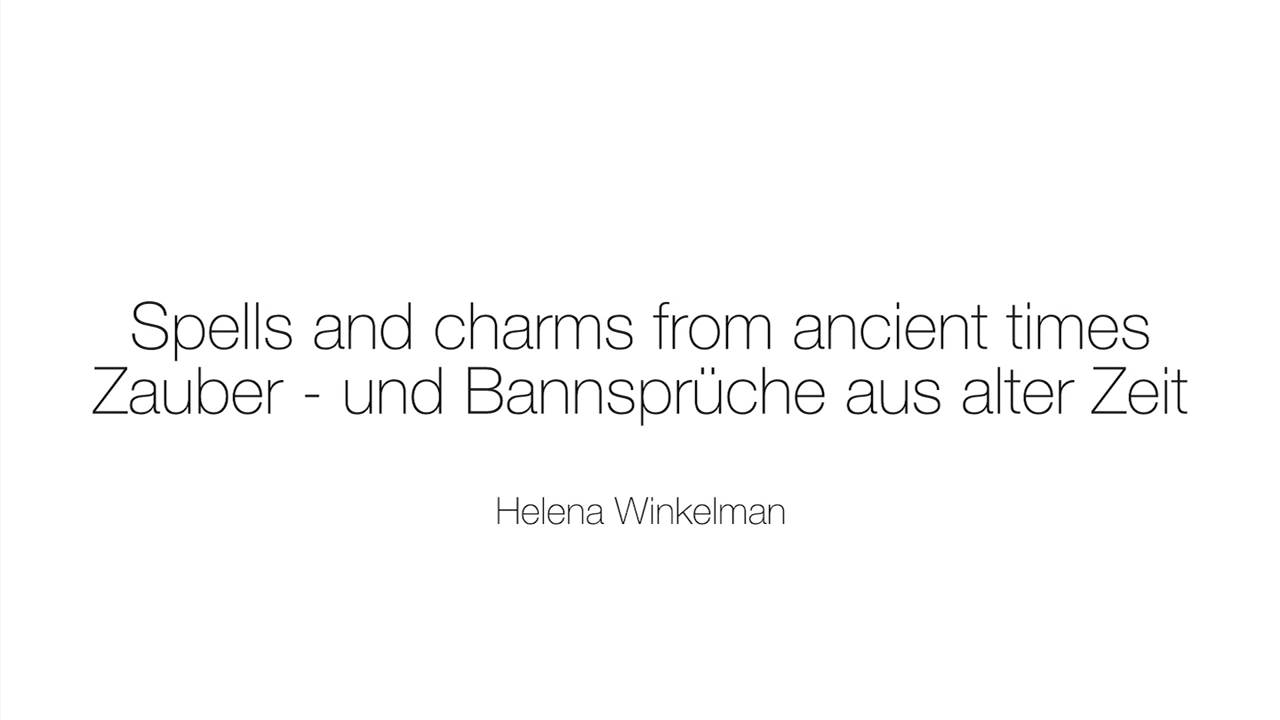 Spells and charms from ancient times
Zauber - und Bannsprüche aus alter Zeit
Helena Winkelman